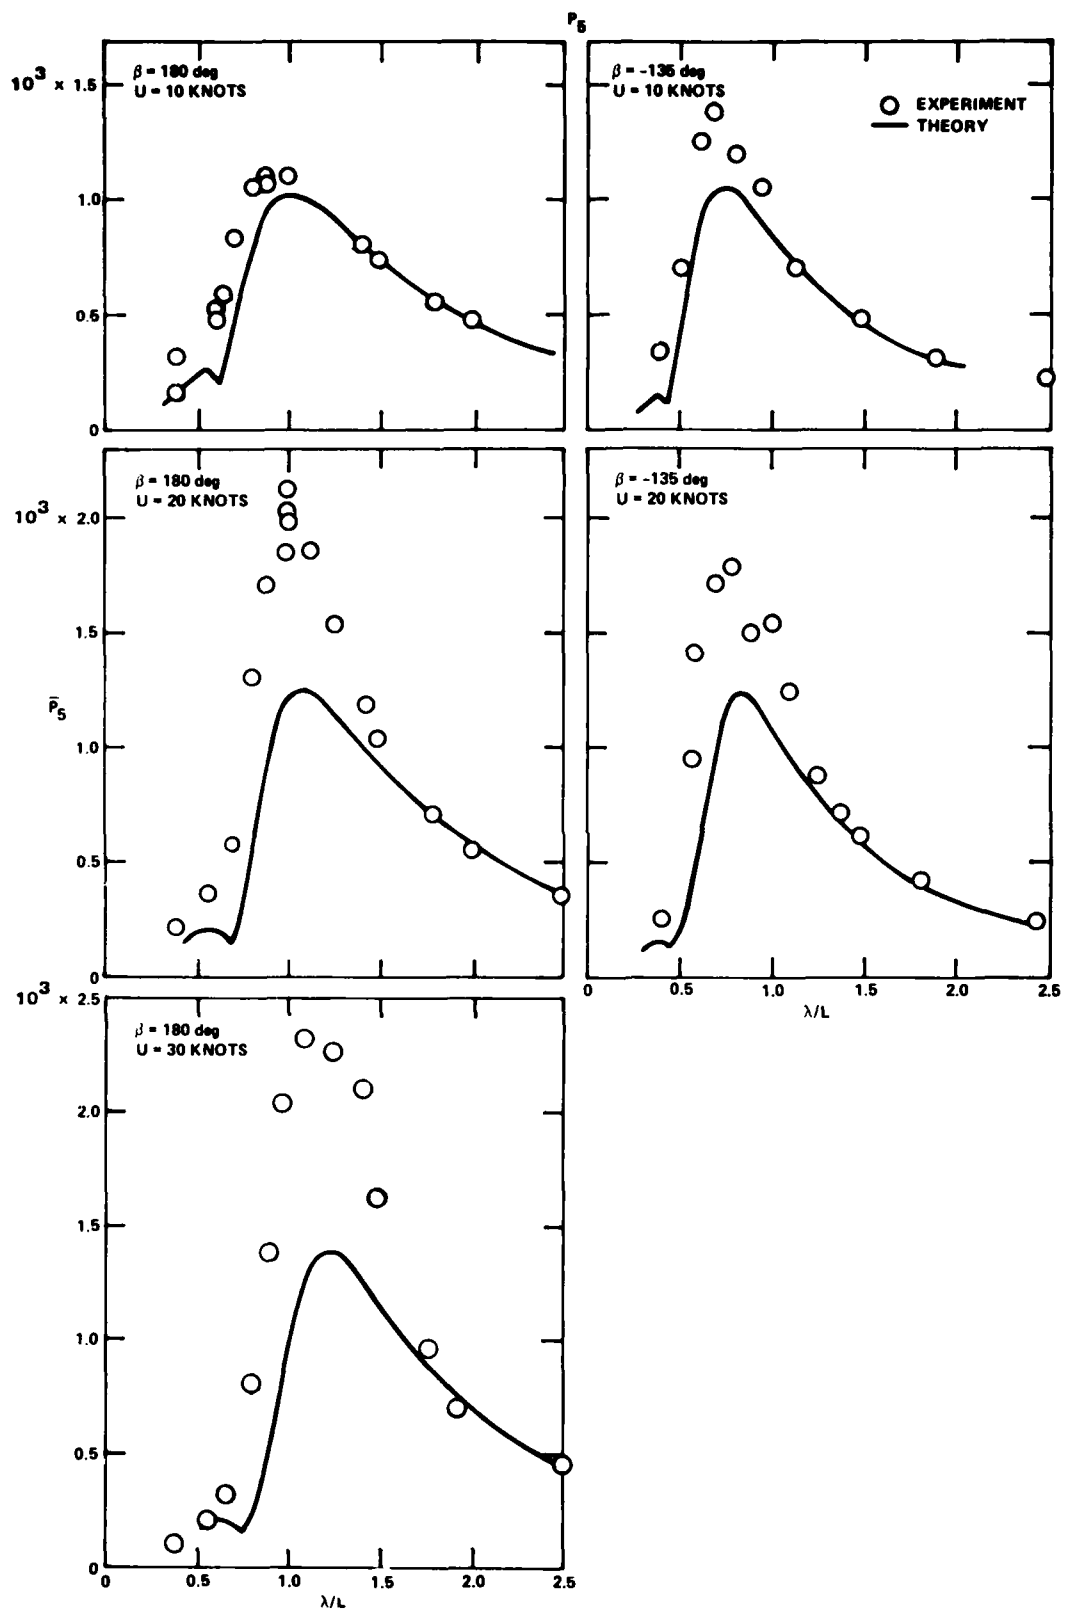 P5
β = 180 deg
U = 10 KNOTS
10³ × 1.5
1.0
0.5
0
β = -135 deg
U = 10 KNOTS
EXPERIMENT
THEORY
β = 180 deg
U = 20 KNOTS
10³ × 2.0
1.5
P̄5
1.0
0.5
0
β = -135 deg
U = 20 KNOTS
0 0.5 1.0 1.5 2.0 2.5
λ/L
10³ × 2.5
β = 180 deg
U = 30 KNOTS
2.0
1.5
1.0
0.5
0
0 0.5 1.0 1.5 2.0 2.5
λ/L